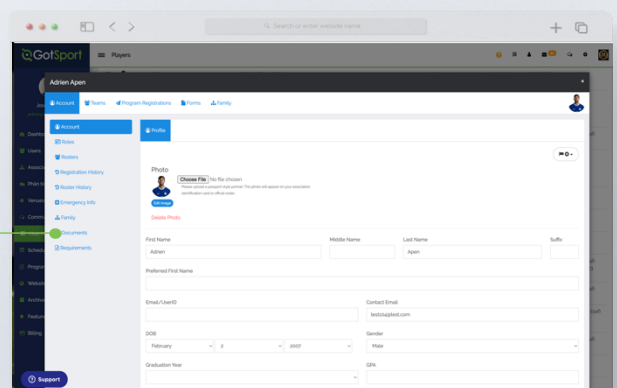 Search or enter website name
GotSport
Players
Adrien Apen
Account
Teams
Program Registrations
Forms
Family
Account
Roles
Rosters
Registration History
Roster History
Emergency Info
Family
Documents
Requirements
Profile
Photo
Choose File No file chosen
Edit Image
Delete Photo
First Name
Middle Name
Last Name
Suffix
Adrien
Apen
Preferred First Name
Email/UserID
Contact Email
DOB
Gender
February
2
2007
Male
Graduation Year
GPA
Users
Billing
Support